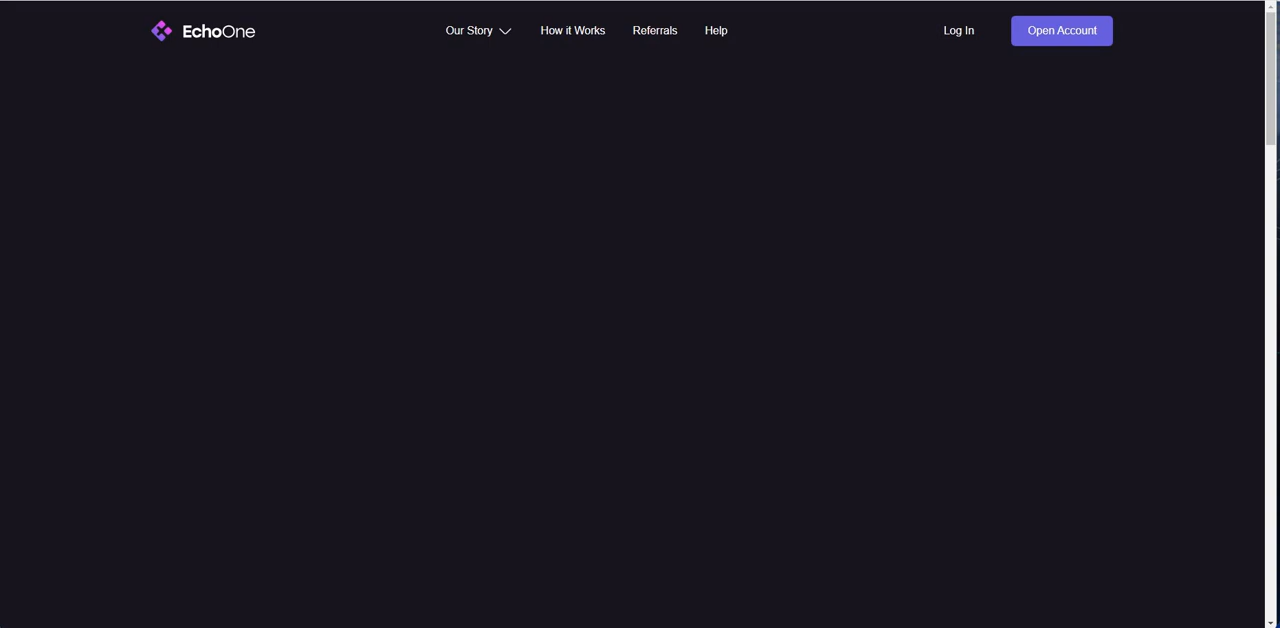 EchoOne
Our Story
How it Works
Referrals
Help
Log In
Open Account